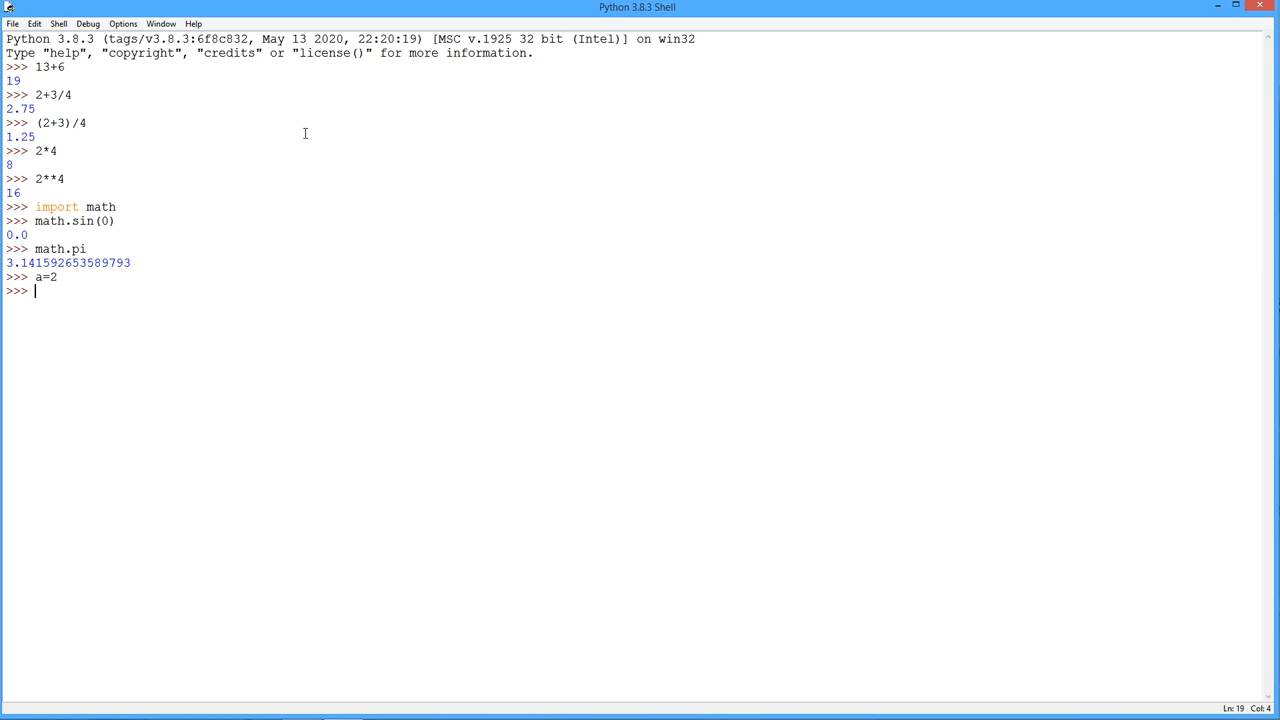 Python 3.8.3 Shell
File Edit Shell Debug Options Window Help
Python 3.8.3 (tags/v3.8.3:6f8c832, May 13 2020, 22:20:19) [MSC v.1925 32 bit (Intel)] on win32
Type "help", "copyright", "credits" or "license()" for more information.
>>> 13+6
19
>>> 2+3/4
2.75
>>> (2+3)/4
1.25
>>> 2*4
8
>>> 2**4
16
>>> import math
>>> math.sin(0)
0.0
>>> math.pi
3.141592653589793
>>> a=2
>>>
Ln: 19 Col: 4